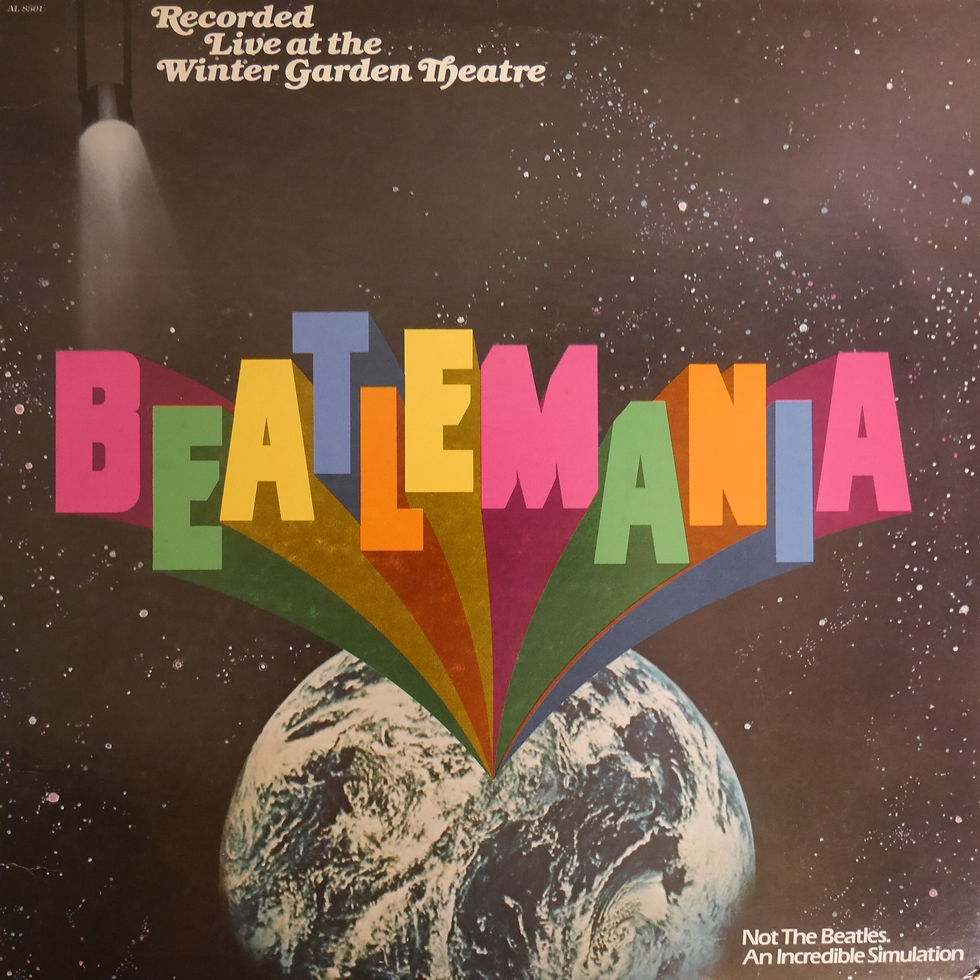 AL 8501
Recorded
Live at the
Winter Garden Theatre
BEATLEMANIA
Not The Beatles.
An Incredible Simulation